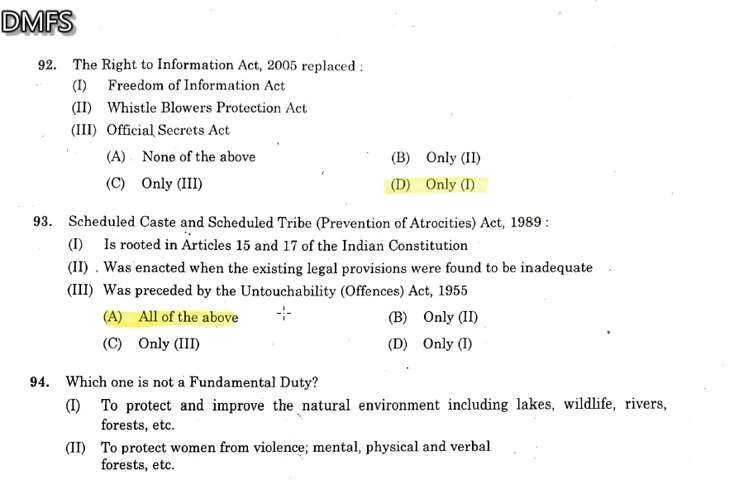 DMFS
92. The Right to Information Act, 2005 replaced :
(I) Freedom of Information Act
(II) Whistle Blowers Protection Act
(III) Official Secrets Act
(A) None of the above (B) Only (II)
(C) Only (III) (D) Only (I)
93. Scheduled Caste and Scheduled Tribe (Prevention of Atrocities) Act, 1989 :
(I) Is rooted in Articles 15 and 17 of the Indian Constitution
(II) Was enacted when the existing legal provisions were found to be inadequate
(III) Was preceded by the Untouchability (Offences) Act, 1955
(A) All of the above (B) Only (II)
(C) Only (III) (D) Only (I)
94. Which one is not a Fundamental Duty?
(I) To protect and improve the natural environment including lakes, wildlife, rivers,
forests, etc.
(II) To protect women from violence; mental, physical and verbal
forests, etc.